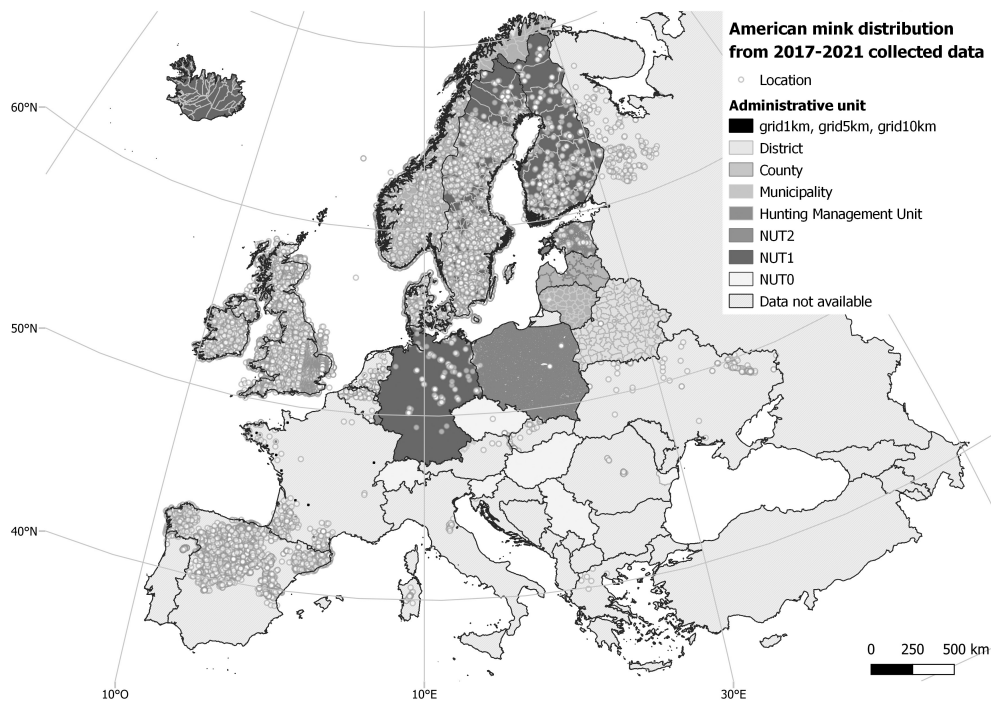 American mink distribution
from 2017-2021 collected data
Location
Administrative unit
grid1km, grid5km, grid10km
District
County
Municipality
Hunting Management Unit
NUT2
NUT1
NUT0
Data not available
60°N
50°N
40°N
0 250 500 km
10°O 10°E 30°E